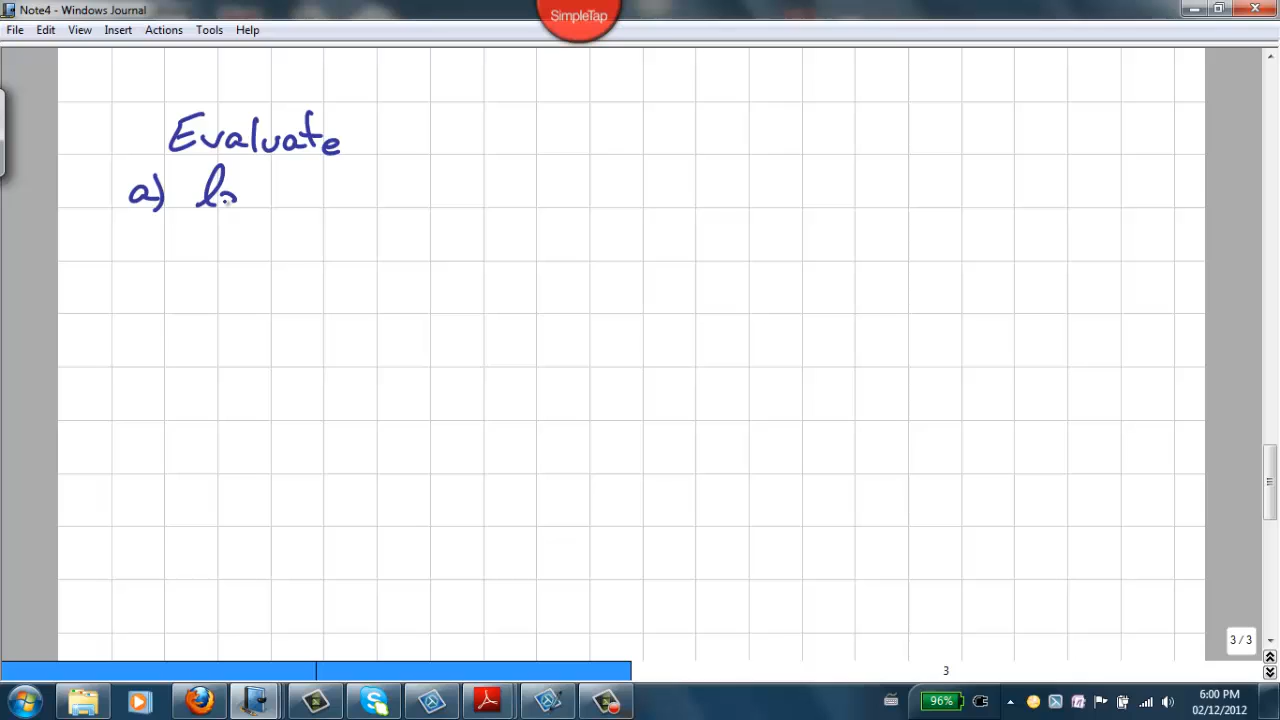 Note4 - Windows Journal
SimpleTap
File Edit View Insert Actions Tools Help
Evaluate
a) lo
3 / 3
3
96%
6:00 PM
02/12/2012